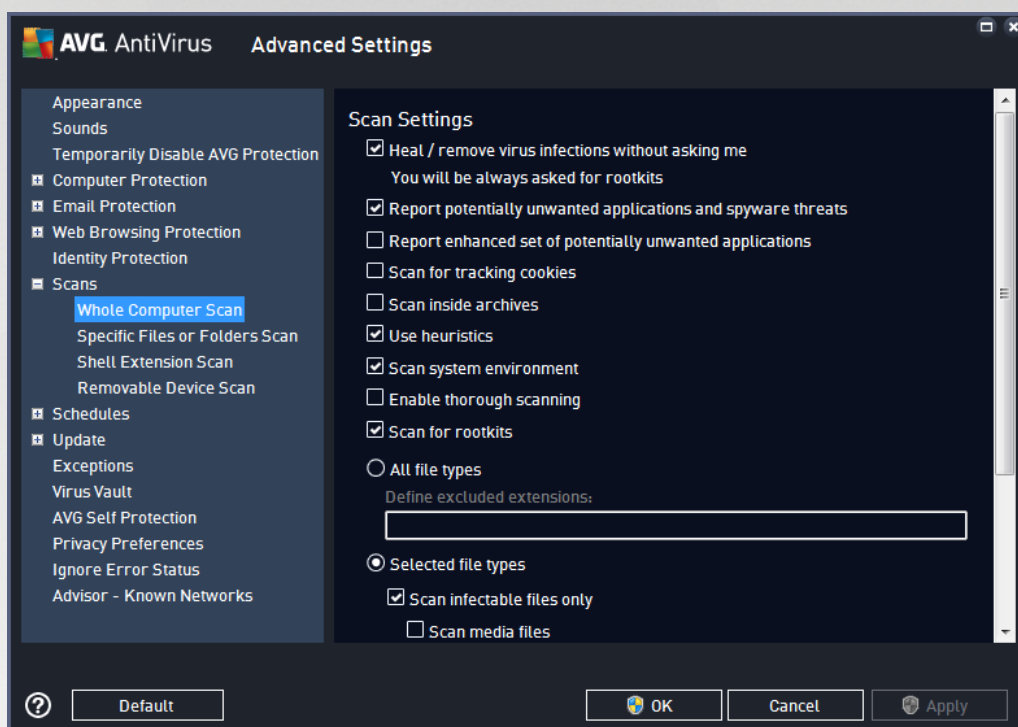 AVG. AntiVirus Advanced Settings
Appearance
Sounds
Temporarily Disable AVG Protection
Computer Protection
Email Protection
Web Browsing Protection
Identity Protection
Scans
Whole Computer Scan
Specific Files or Folders Scan
Shell Extension Scan
Removable Device Scan
Schedules
Update
Exceptions
Virus Vault
AVG Self Protection
Privacy Preferences
Ignore Error Status
Advisor - Known Networks
Scan Settings
Heal / remove virus infections without asking me
You will be always asked for rootkits
Report potentially unwanted applications and spyware threats
Report enhanced set of potentially unwanted applications
Scan for tracking cookies
Scan inside archives
Use heuristics
Scan system environment
Enable thorough scanning
Scan for rootkits
All file types
Define excluded extensions:
Selected file types
Scan infectable files only
Scan media files
? Default OK Cancel Apply